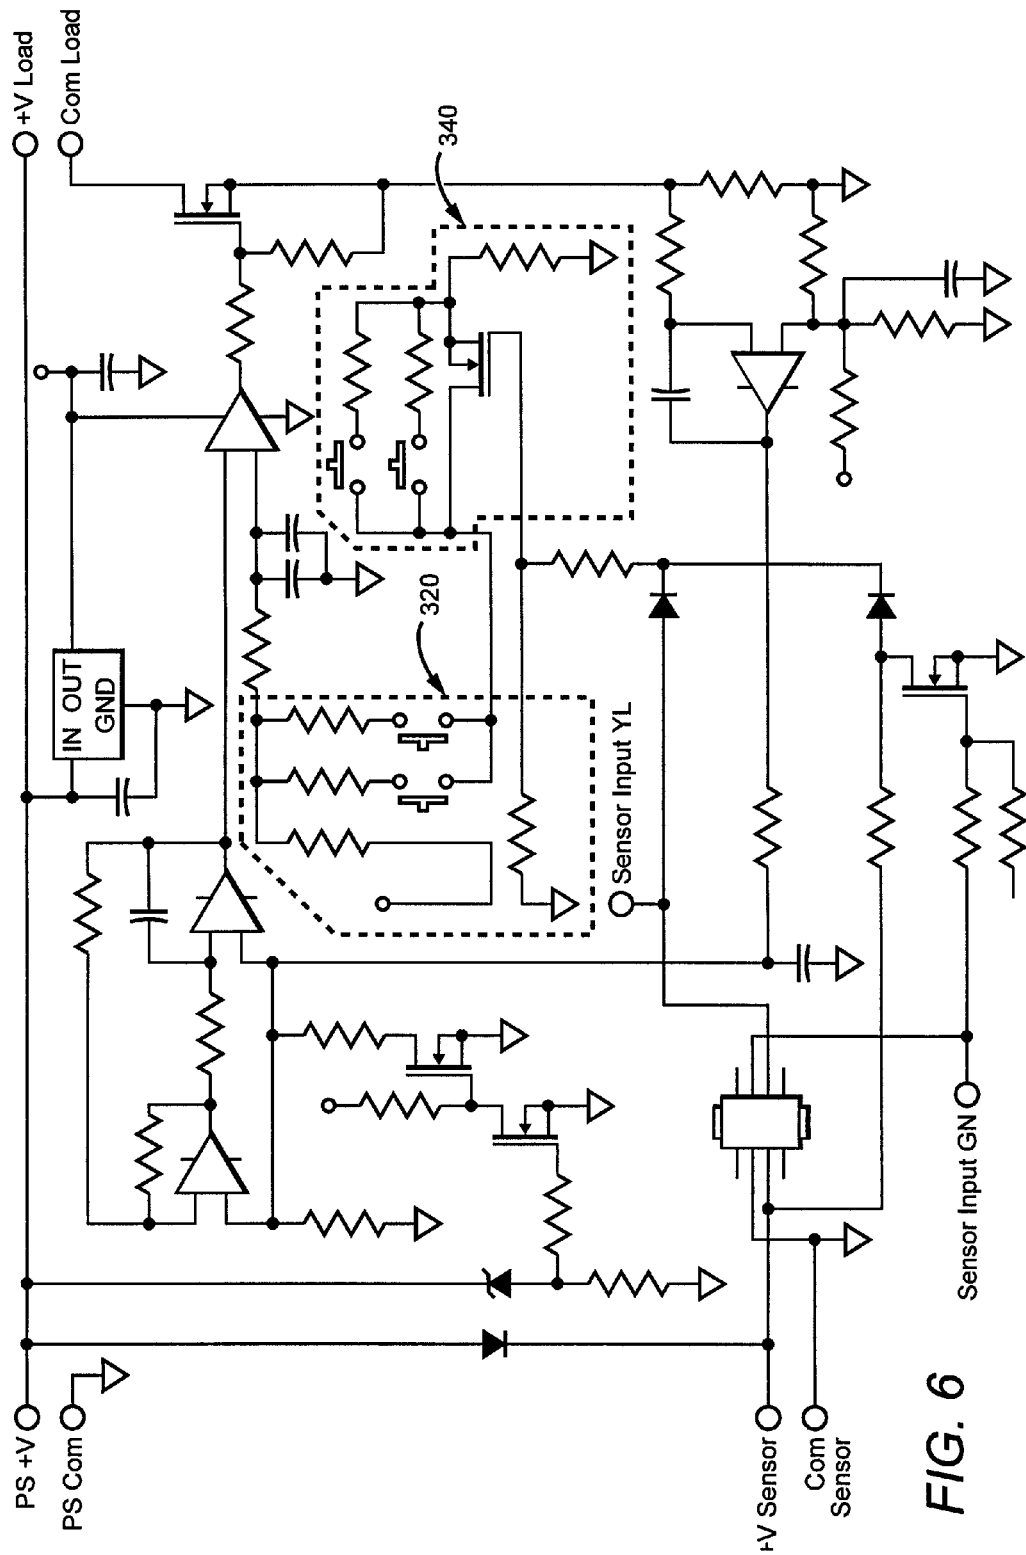 +V Load
Com Load
340
IN OUT
GND
320
Sensor Input YL
PS +V
PS Com
+V Sensor
Com
Sensor
Sensor Input GN
FIG. 6